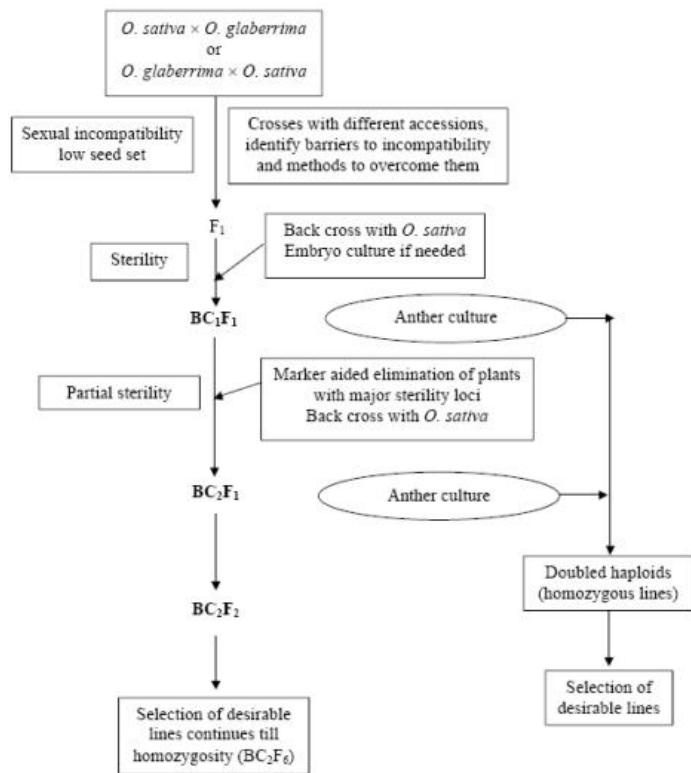 O. sativa × O. glaberrima
or
O. glaberrima × O. sativa
Sexual incompatibility
low seed set
Crosses with different accessions,
identify barriers to incompatibility
and methods to overcome them
F₁
Back cross with O. sativa
Embryo culture if needed
Sterility
BC₁F₁
Anther culture
Partial sterility
Marker aided elimination of plants
with major sterility loci
Back cross with O. sativa
BC₂F₁
Anther culture
Doubled haploids
(homozygous lines)
BC₂F₂
Selection of
desirable lines
Selection of desirable
lines continues till
homozygosity (BC₂F₆)